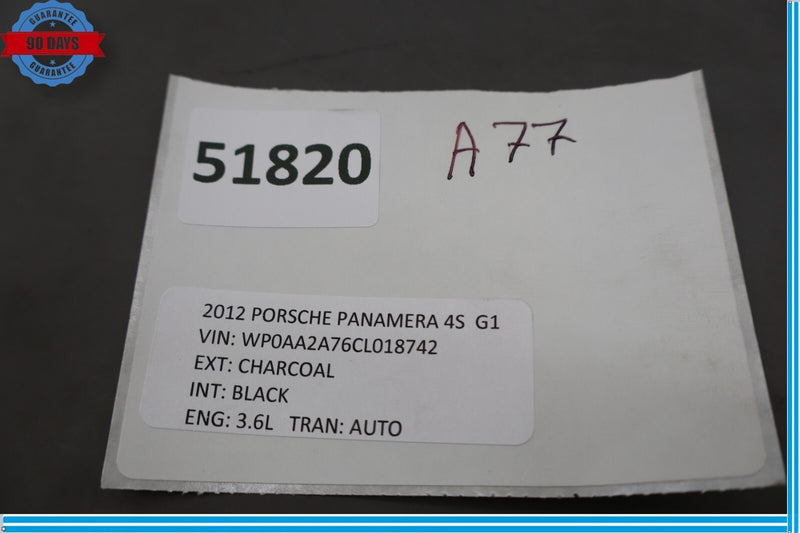 GUARANTEE
90 DAYS
GUARANTEE
51820
A77
2012 PORSCHE PANAMERA 4S G1
VIN: WP0AA2A76CL018742
EXT: CHARCOAL
INT: BLACK
ENG: 3.6L TRAN: AUTO